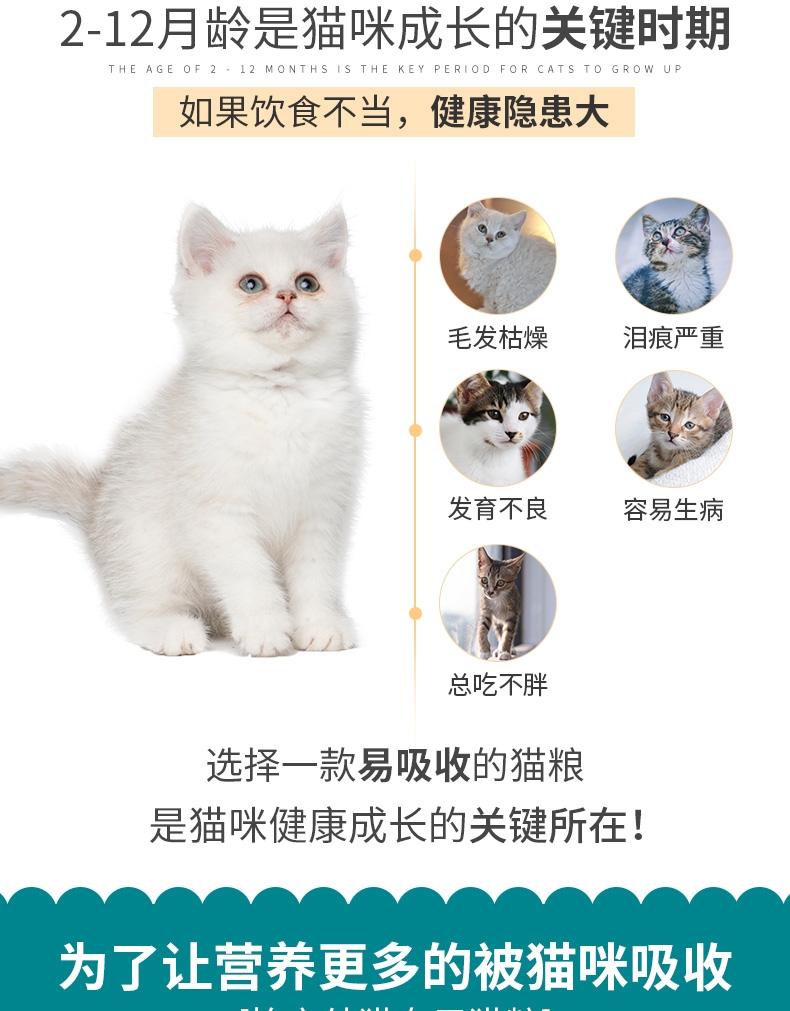 2-12月龄是猫咪成长的关键时期
THE AGE OF 2 - 12 MONTHS IS THE KEY PERIOD FOR CATS TO GROW UP
如果饮食不当，健康隐患大
毛发枯燥
泪痕严重
发育不良
容易生病
总吃不胖
选择一款易吸收的猫粮
是猫咪健康成长的关键所在！
为了让营养更多的被猫咪吸收